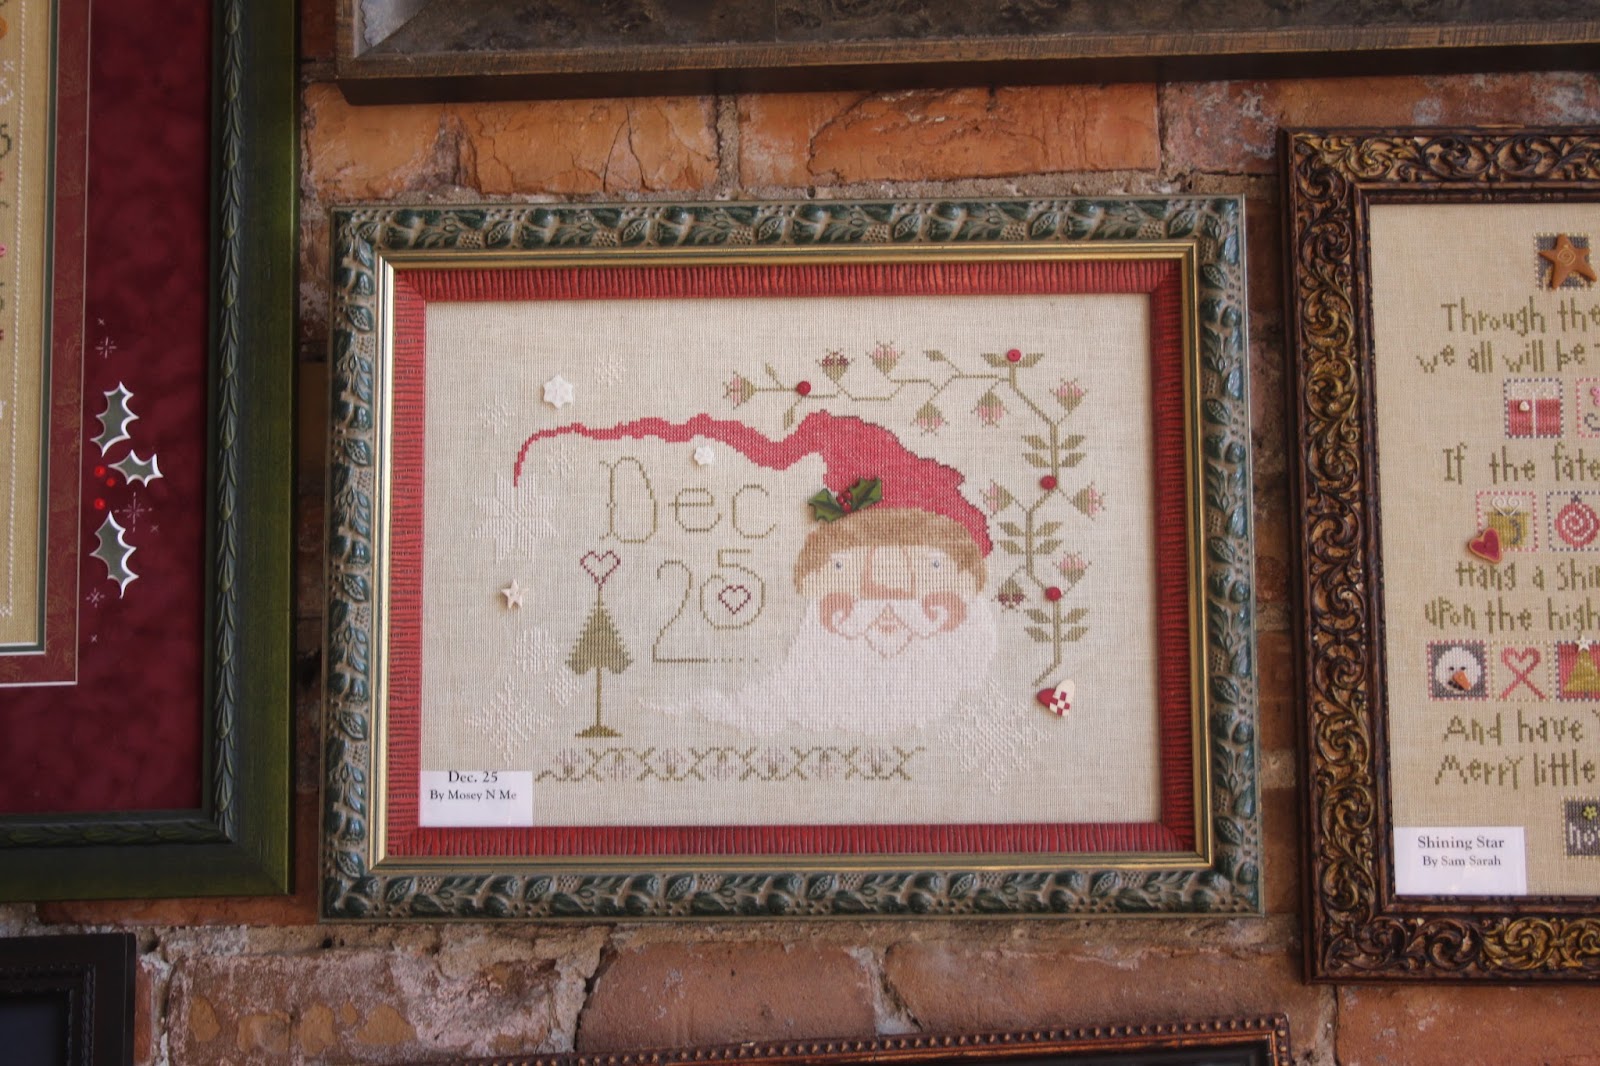 Dec
25
Dec. 25
By Mosey N Me
Through the
we all will be
If the fate
Hang a Shin
upon the high
And have
Merry little
Shining Star
By Sam Sarah